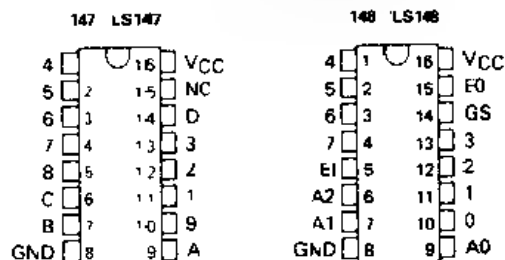 147 'LS147
4 1 16 VCC
5 2 15 NC
6 3 14 D
7 4 13 3
8 5 12 2
C 6 11 1
B 7 10 9
GND 8 9 A
148 'LS148
4 1 16 VCC
5 2 15 E0
6 3 14 GS
7 4 13 3
EI 5 12 2
A2 6 11 1
A1 7 10 0
GND 8 9 A0